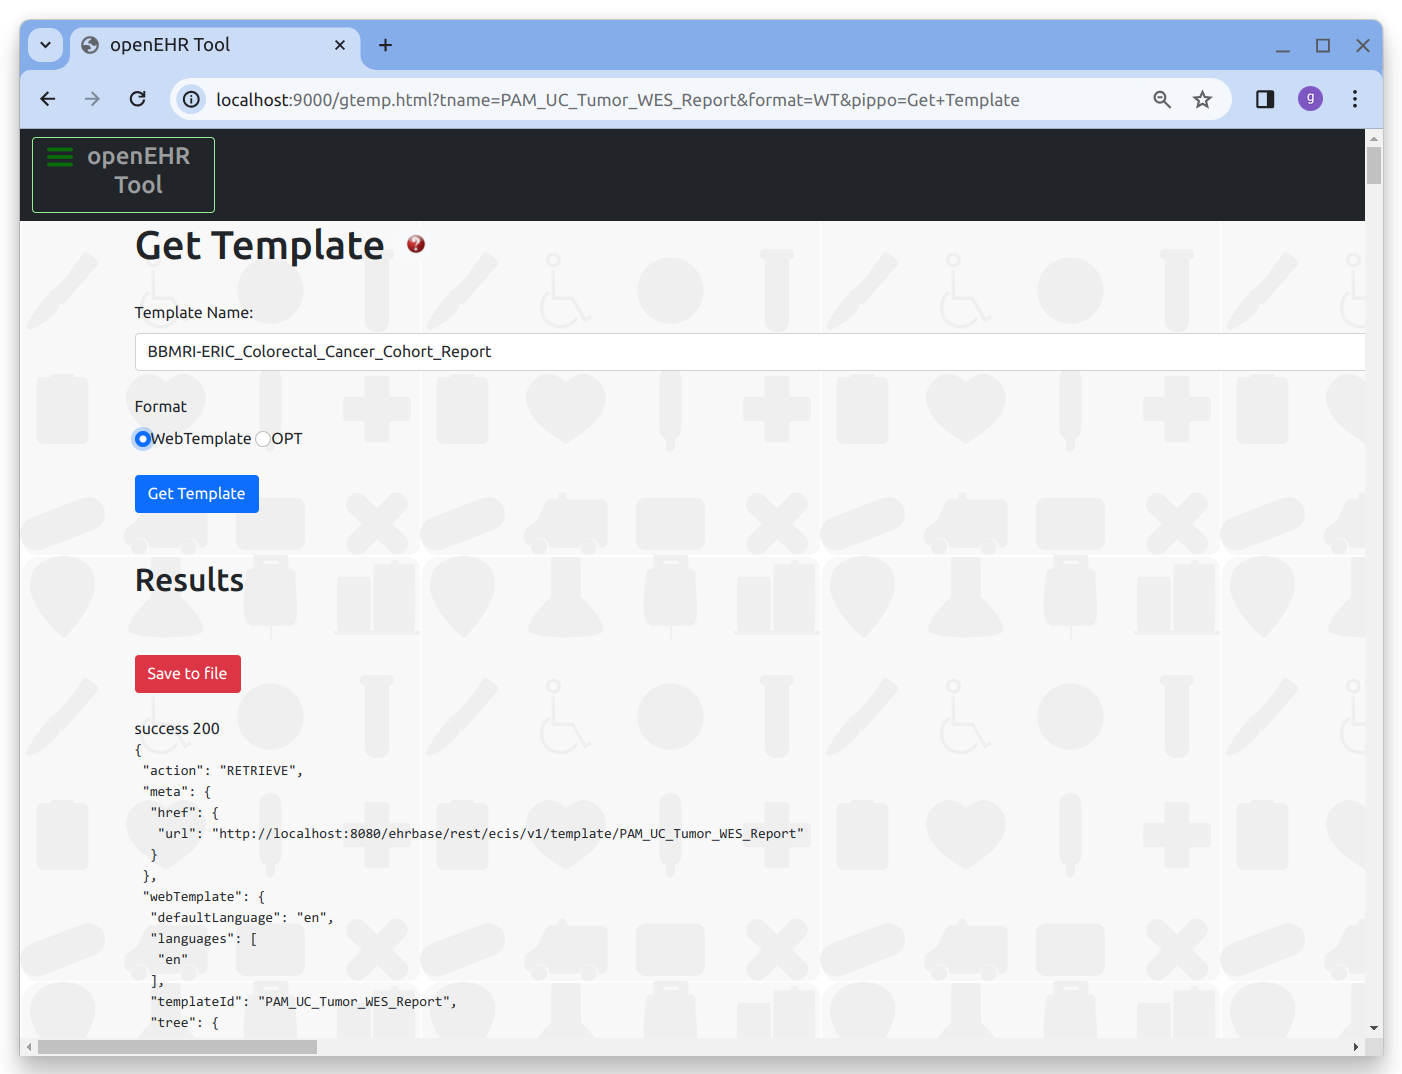 openEHR Tool
localhost:9000/gtemp.html?tname=PAM_UC_Tumor_WES_Report&format=WT&pippo=Get+Template
g
openEHR
Tool
Get Template
?
Template Name:
BBMRI-ERIC_Colorectal_Cancer_Cohort_Report
Format
WebTemplate OPT
Get Template
Results
Save to file
success 200
{
 "action": "RETRIEVE",
 "meta": {
  "href": {
   "url": "http://localhost:8080/ehrbase/rest/ecis/v1/template/PAM_UC_Tumor_WES_Report"
  }
 },
 "webTemplate": {
  "defaultLanguage": "en",
  "languages": [
   "en"
  ],
  "templateId": "PAM_UC_Tumor_WES_Report",
  "tree": {